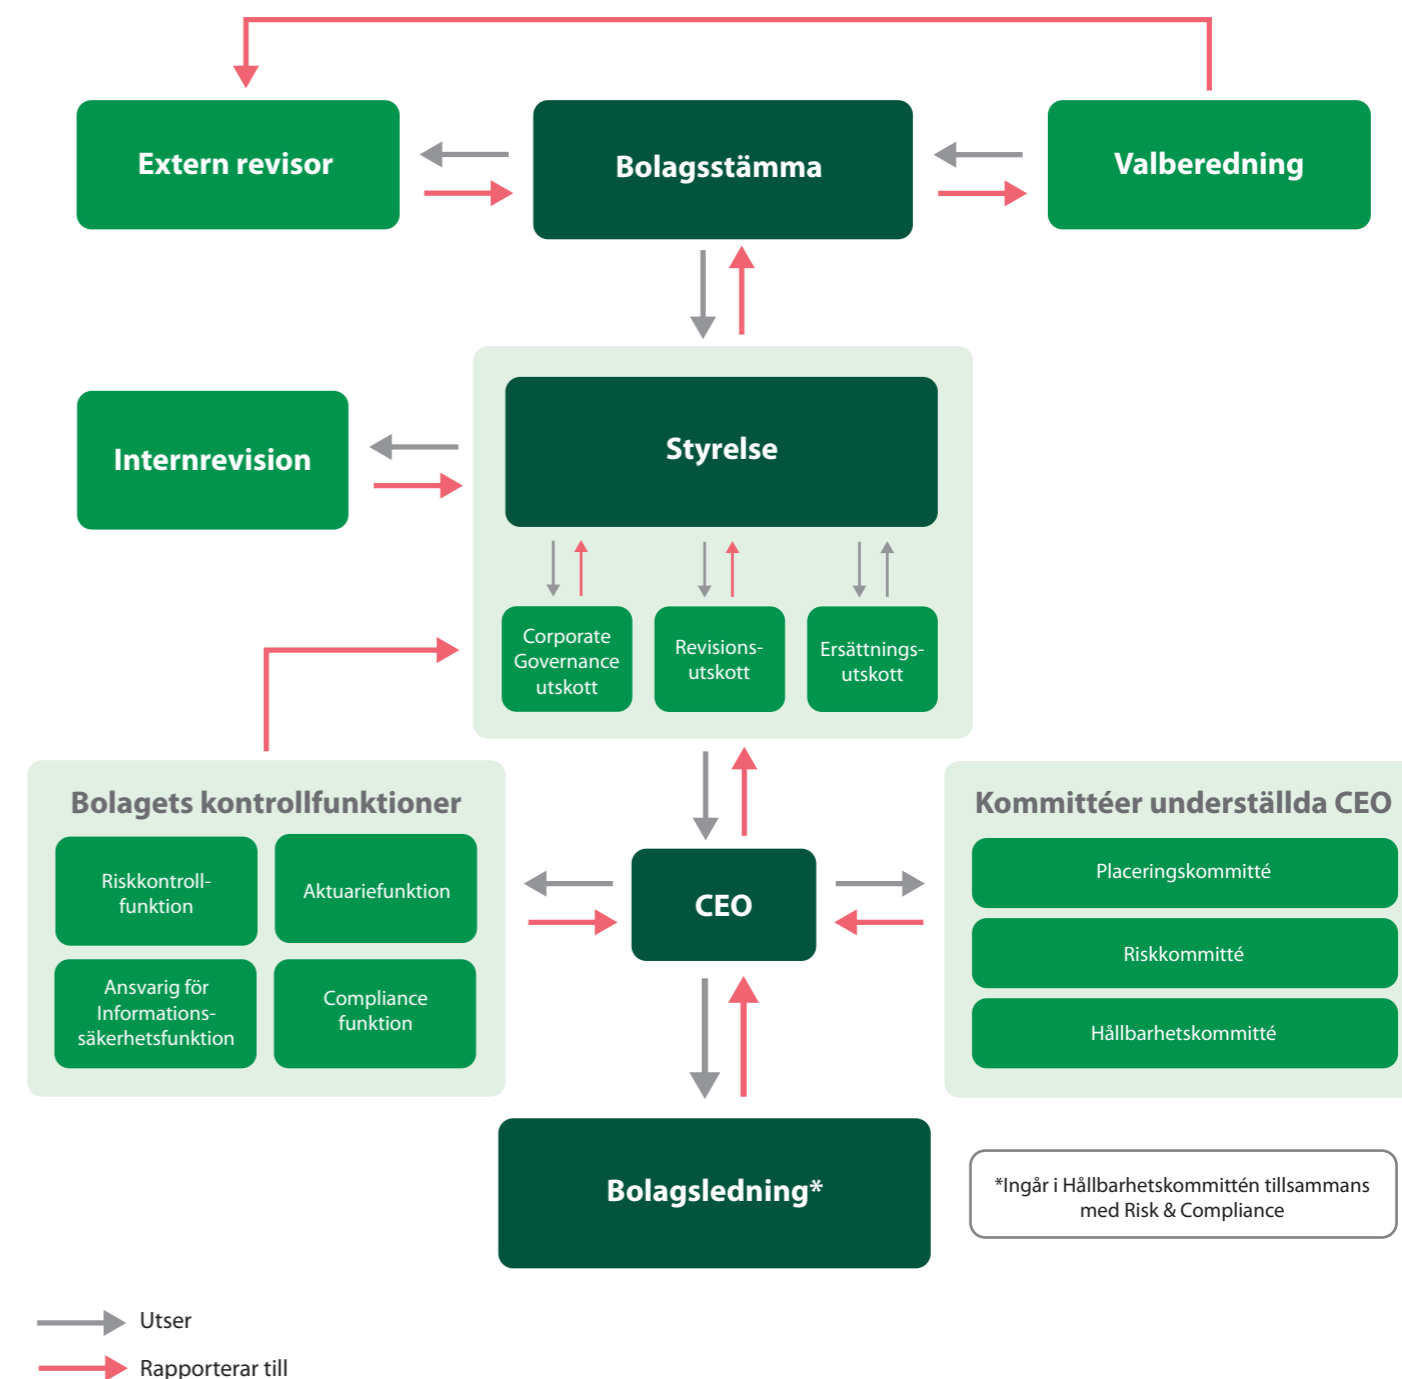 Extern revisor
Bolagsstämma
Valberedning
Internrevision
Styrelse
Corporate
Governance
utskott
Revisions-
utskott
Ersättnings-
utskott
Bolagets kontrollfunktioner
Riskkontroll-
funktion
Aktuariefunktion
Ansvarig för
Informations-
säkerhetsfunktion
Compliance
funktion
CEO
Kommittéer underställda CEO
Placeringskommitté
Riskkommitté
Hållbarhetskommitté
Bolagsledning*
*Ingår i Hållbarhetskommittén tillsammans
med Risk & Compliance
Utser
Rapporterar till